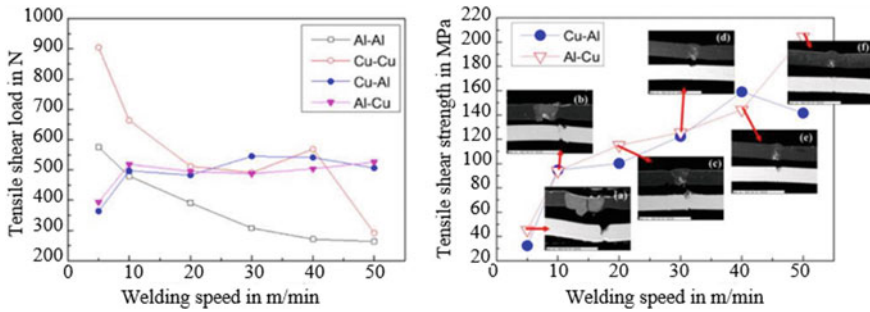 Tensile shear load in N
1000
900
800
700
600
500
400
300
200
Al-Al
Cu-Cu
Cu-Al
Al-Cu
0 10 20 30 40 50
Welding speed in m/min
Tensile shear strength in MPa
220
200
180
160
140
120
100
80
60
40
20
Cu-Al
Al-Cu
(d)
(f)
(b)
(e)
(c)
(a)
0 10 20 30 40 50
Welding speed in m/min